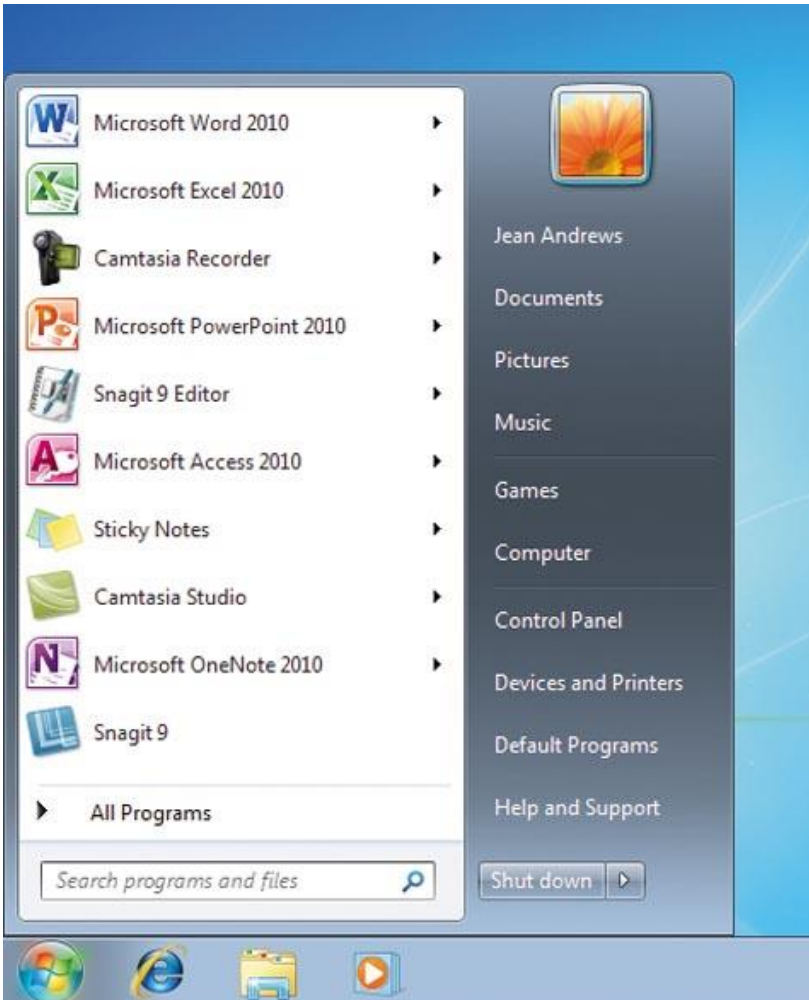 Microsoft Word 2010
Microsoft Excel 2010
Camtasia Recorder
Microsoft PowerPoint 2010
Snagit 9 Editor
Microsoft Access 2010
Sticky Notes
Camtasia Studio
Microsoft OneNote 2010
Snagit 9
All Programs
Search programs and files
Jean Andrews
Documents
Pictures
Music
Games
Computer
Control Panel
Devices and Printers
Default Programs
Help and Support
Shut down